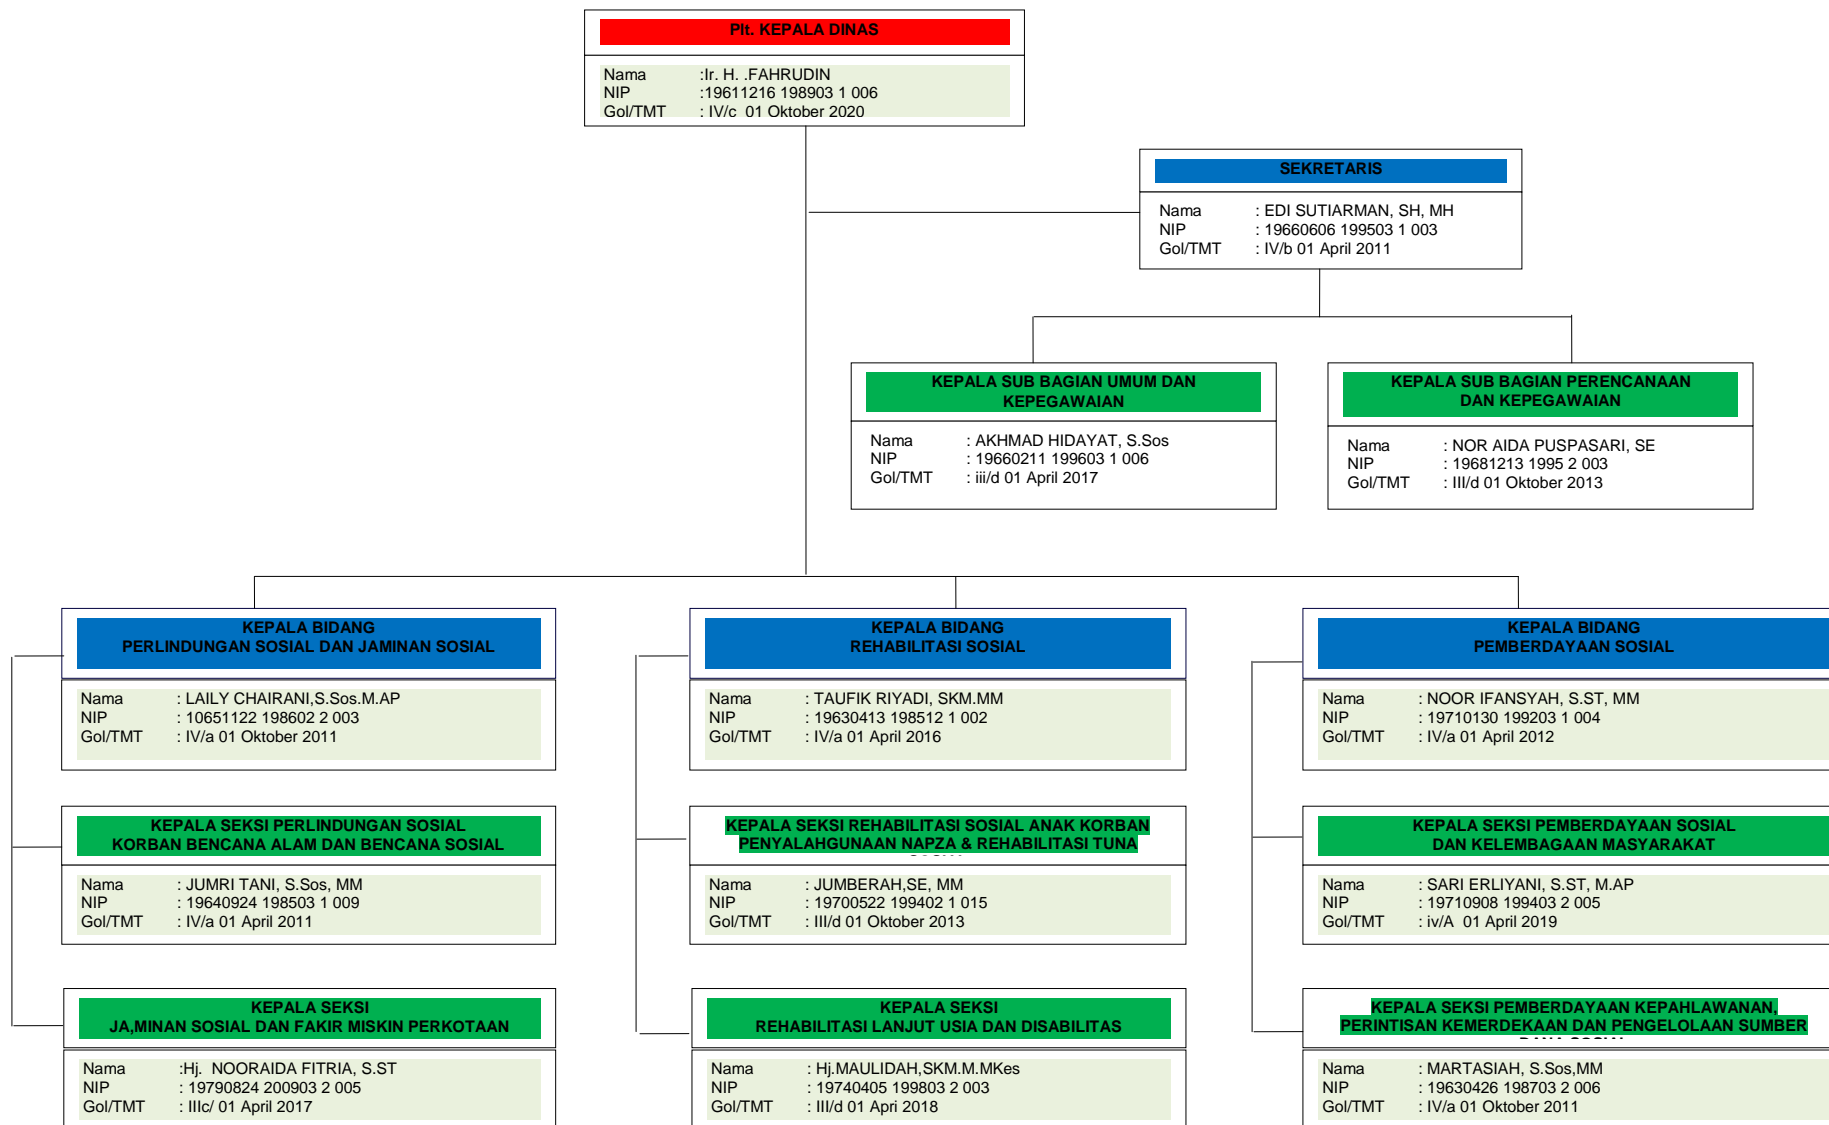 Plt. KEPALA DINAS
Nama :Ir. H. .FAHRUDIN
NIP :19611216 198903 1 006
Gol/TMT : IV/c 01 Oktober 2020
SEKRETARIS
Nama : EDI SUTIARMAN, SH, MH
NIP : 19660606 199503 1 003
Gol/TMT : IV/b 01 April 2011
KEPALA SUB BAGIAN UMUM DAN
KEPEGAWAIAN
Nama : AKHMAD HIDAYAT, S.Sos
NIP : 19660211 199603 1 006
Gol/TMT : iii/d 01 April 2017
KEPALA SUB BAGIAN PERENCANAAN
DAN KEPEGAWAIAN
Nama : NOR AIDA PUSPASARI, SE
NIP : 19681213 1995 2 003
Gol/TMT : III/d 01 Oktober 2013
KEPALA BIDANG
PERLINDUNGAN SOSIAL DAN JAMINAN SOSIAL
Nama : LAILY CHAIRANI,S.Sos.M.AP
NIP : 10651122 198602 2 003
Gol/TMT : IV/a 01 Oktober 2011
KEPALA BIDANG
REHABILITASI SOSIAL
Nama : TAUFIK RIYADI, SKM.MM
NIP : 19630413 198512 1 002
Gol/TMT : IV/a 01 April 2016
KEPALA BIDANG
PEMBERDAYAAN SOSIAL
Nama : NOOR IFANSYAH, S.ST, MM
NIP : 19710130 199203 1 004
Gol/TMT : IV/a 01 April 2012
KEPALA SEKSI PERLINDUNGAN SOSIAL
KORBAN BENCANA ALAM DAN BENCANA SOSIAL
Nama : JUMRI TANI, S.Sos, MM
NIP : 19640924 198503 1 009
Gol/TMT : IV/a 01 April 2011
KEPALA SEKSI REHABILITASI SOSIAL ANAK KORBAN
PENYALAHGUNAAN NAPZA & REHABILITASI TUNA
Nama : JUMBERAH,SE, MM
NIP : 19700522 199402 1 015
Gol/TMT : III/d 01 Oktober 2013
KEPALA SEKSI PEMBERDAYAAN SOSIAL
DAN KELEMBAGAAN MASYARAKAT
Nama : SARI ERLIYANI, S.ST, M.AP
NIP : 19710908 199403 2 005
Gol/TMT : iv/A 01 April 2019
KEPALA SEKSI
JA,MINAN SOSIAL DAN FAKIR MISKIN PERKOTAAN
Nama :Hj. NOORAIDA FITRIA, S.ST
NIP : 19790824 200903 2 005
Gol/TMT : IIIc/ 01 April 2017
KEPALA SEKSI
REHABILITASI LANJUT USIA DAN DISABILITAS
Nama : Hj.MAULIDAH,SKM.M.MKes
NIP : 19740405 199803 2 003
Gol/TMT : III/d 01 Apri 2018
KEPALA SEKSI PEMBERDAYAAN KEPAHLAWANAN,
PERINTISAN KEMERDEKAAN DAN PENGELOLAAN SUMBER
Nama : MARTASIAH, S.Sos,MM
NIP : 19630426 198703 2 006
Gol/TMT : IV/a 01 Oktober 2011